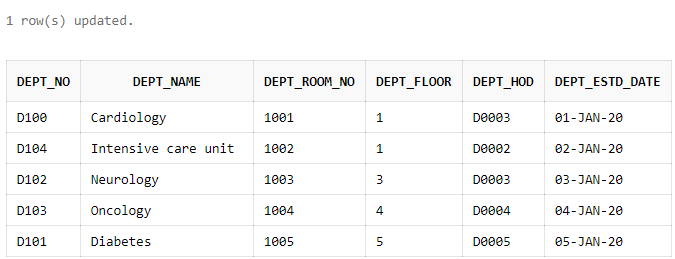 1 row(s) updated.
DEPT_NO DEPT_NAME DEPT_ROOM_NO DEPT_FLOOR DEPT_HOD DEPT_ESTD_DATE
D100 Cardiology 1001 1 D0003 01-JAN-20
D104 Intensive care unit 1002 1 D0002 02-JAN-20
D102 Neurology 1003 3 D0003 03-JAN-20
D103 Oncology 1004 4 D0004 04-JAN-20
D101 Diabetes 1005 5 D0005 05-JAN-20